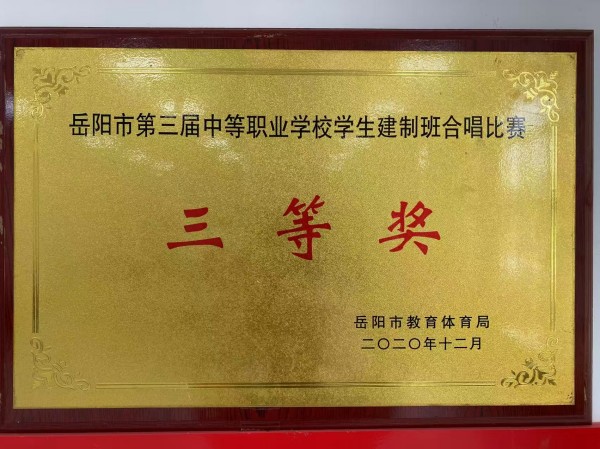 岳阳市第三届中等职业学校学生建制班合唱比赛
三等奖
岳阳市教育体育局
二〇二〇年十二月